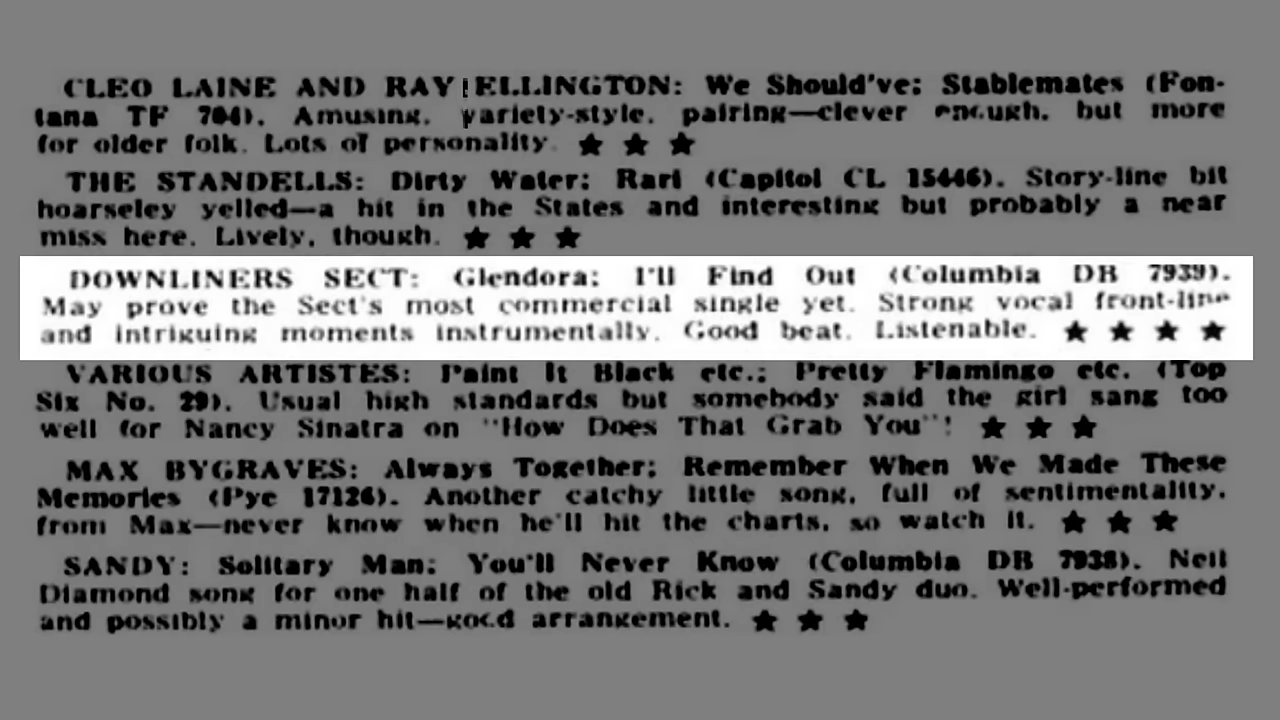 CLEO LAINE AND RAY ELLINGTON: We Should've; Stablemates (Fon-
tana TF 704). Amusing, variety-style, pairing—clever enough, but more
for older folk. Lots of personality. ★ ★ ★
THE STANDELLS: Dirty Water; Rari (Capitol CL 15446). Story-line bit
hoarseley yelled—a hit in the States and interesting but probably a near
miss here. Lively, though. ★ ★ ★
DOWNLINERS SECT: Glendora; I'll Find Out (Columbia DB 7939).
May prove the Sect's most commercial single yet. Strong vocal front-line
and intriguing moments instrumentally. Good beat. Listenable. ★ ★ ★ ★
VARIOUS ARTISTES: Paint It Black etc.; Pretty Flamingo etc. (Top
Six No. 29). Usual high standards but somebody said the girl sang too
well for Nancy Sinatra on "How Does That Grab You"! ★ ★ ★
MAX BYGRAVES: Always Together; Remember When We Made These
Memories (Pye 17126). Another catchy little song, full of sentimentality,
from Max—never know when he'll hit the charts, so watch it. ★ ★ ★
SANDY: Solitary Man; You'll Never Know (Columbia DB 7938). Neil
Diamond song for one half of the old Rick and Sandy duo. Well-performed
and possibly a minor hit—good arrangement. ★ ★ ★